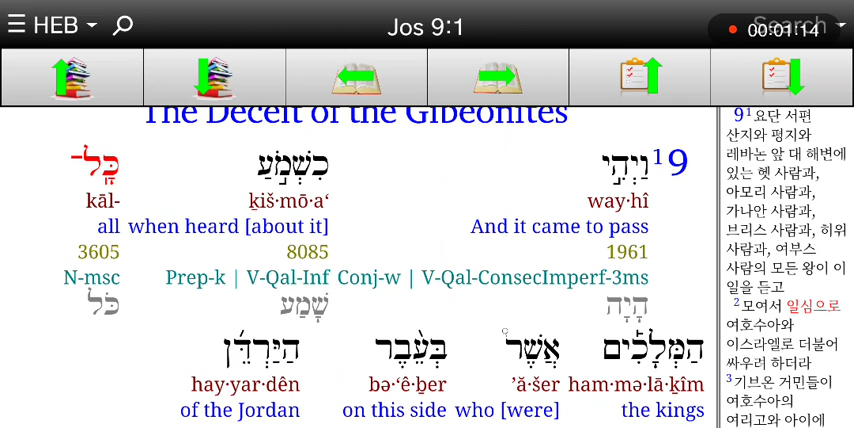 ☰ HEB Jos 9:1 Search 00:01:14
The Deceit of the Gibeonites
9 1 וַיְהִ֣י כִשְׁמֹ֣עַ כָּֽל־
kāl- ḵiš·mō·a‘ way·hî
all when heard [about it] And it came to pass
3605 8085 1961
N-msc Prep-k | V-Qal-Inf Conj-w | V-Qal-ConsecImperf-3ms
כֹּל שָׁמַע הָיָה
הַמְּלָכִ֡ים אֲשֶׁר֩ בְּעֵ֨בֶר הַיַּרְדֵּ֜ן
hay·yar·dên bə·‘ê·ḇer ’ă·šer ham·mə·lā·ḵîm
of the Jordan on this side who [were] the kings
9 1 요단 서편
산지와 평지와
레바논 앞 대 해변에
있는 헷 사람과,
아모리 사람과,
가나안 사람과,
브리스 사람과, 히위
사람과, 여부스
사람의 모든 왕이 이
일을 듣고
2 모여서 일심으로
여호수아와
이스라엘로 더불어
싸우려 하더라
3 기브온 거민들이
여호수아의
여리고와 아이에